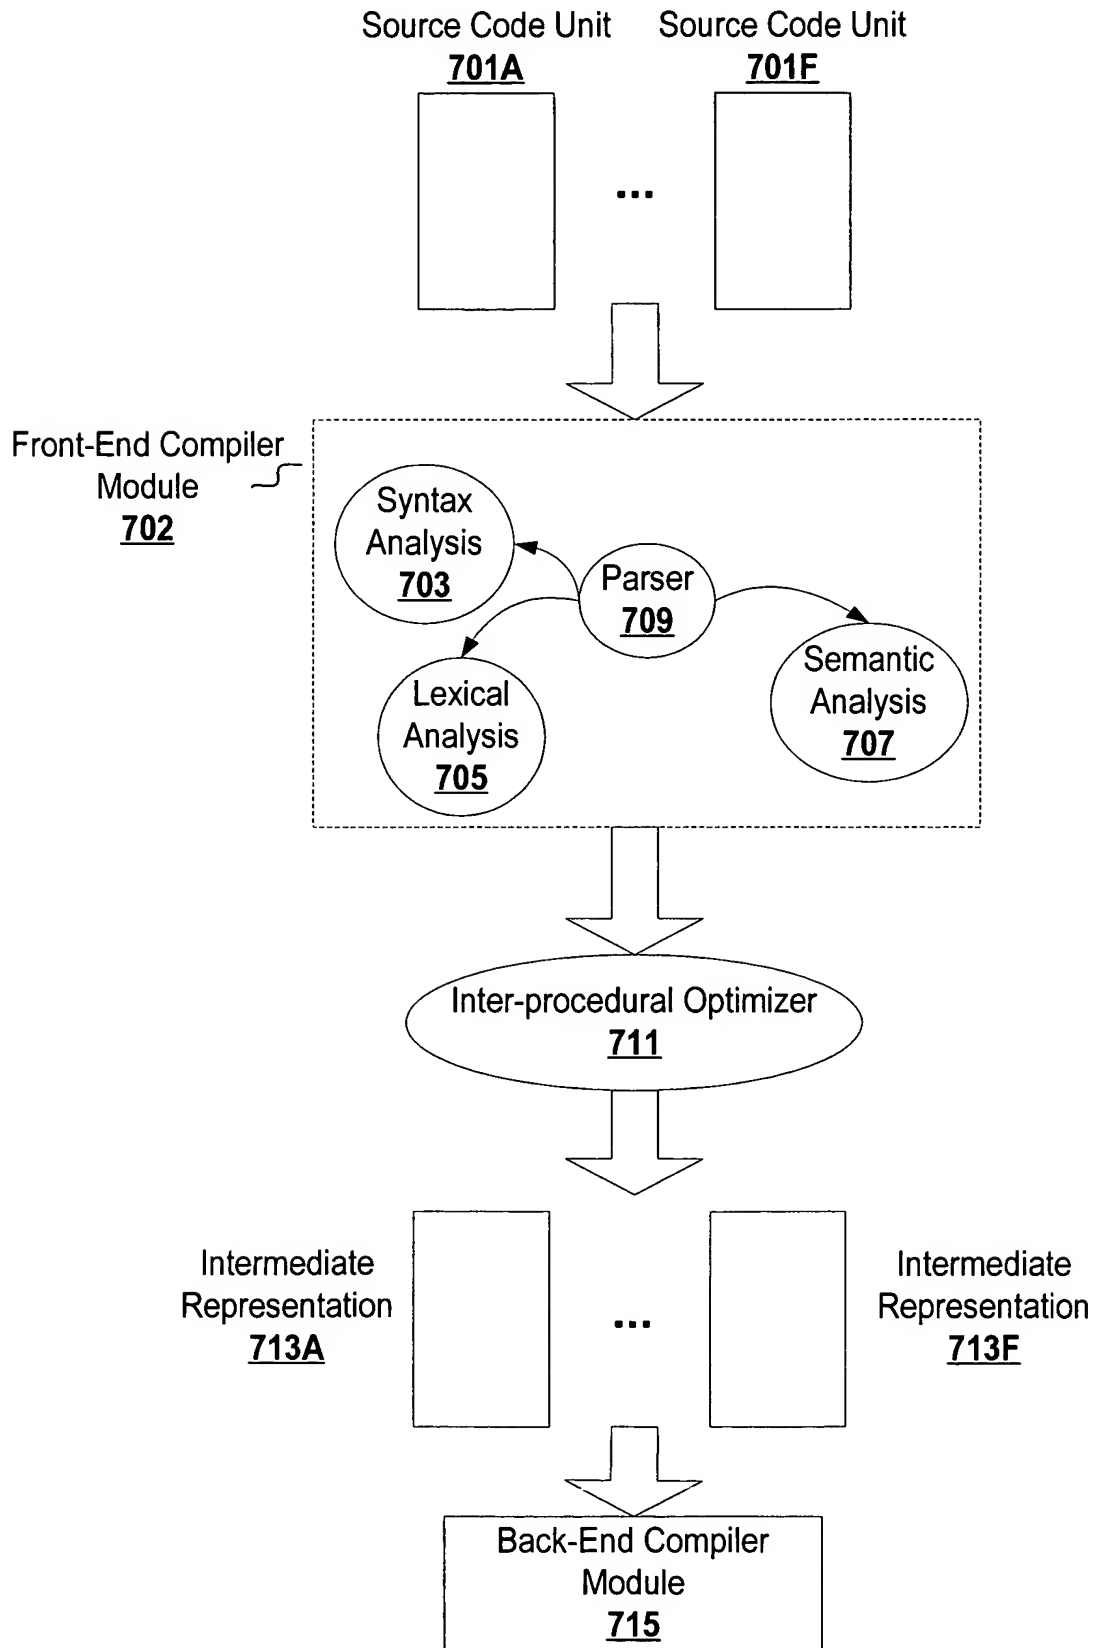 Source Code Unit
701A
Source Code Unit
701F
...
Front-End Compiler
Module
702
Syntax
Analysis
703
Parser
709
Lexical
Analysis
705
Semantic
Analysis
707
Inter-procedural Optimizer
711
Intermediate
Representation
713A
...
Intermediate
Representation
713F
Back-End Compiler
Module
715